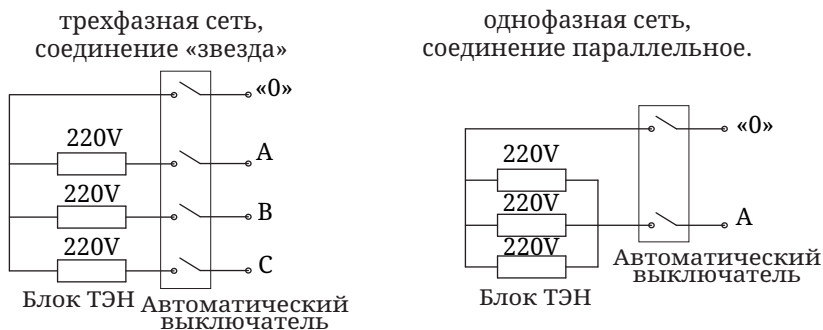 трехфазная сеть,
соединение «звезда»
«0»
220V
A
220V
B
220V
C
Блок ТЭН
Автоматический
выключатель
однофазная сеть,
соединение параллельное.
«0»
220V
220V
A
220V
Автоматический
выключатель
Блок ТЭН